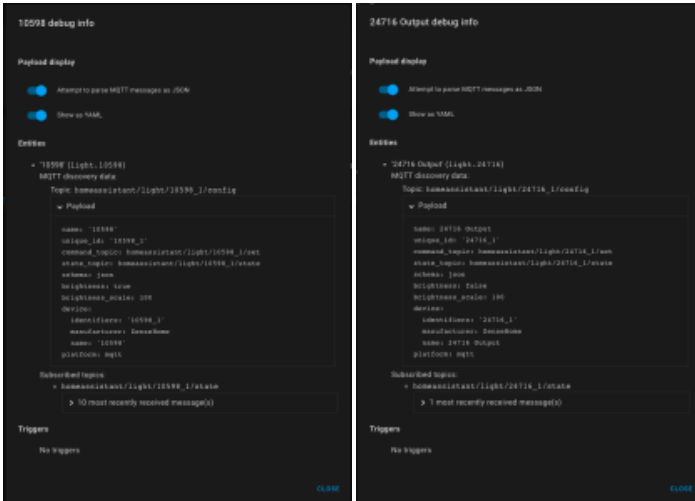 10598 debug info
Payload display
Attempt to parse MQTT messages as JSON
Show as YAML
Entities
'10598' (light.10598)
MQTT discovery data:
Topic: homeassistant/light/10598_1/config
Payload
name: '10598'
unique_id: '10598_1'
command_topic: homeassistant/light/10598_1/set
state_topic: homeassistant/light/10598_1/state
schema: json
brightness: true
brightness_scale: 100
device:
identifiers: '10598_1'
manufacturer:
name: '10598'
platform: mqtt
Subscribed topics:
homeassistant/light/10598_1/state
10 most recently received message(s)
Triggers
No triggers
CLOSE
24716 Output debug info
Payload display
Attempt to parse MQTT messages as JSON
Show as YAML
Entities
'24716 Output' (light.24716)
MQTT discovery data:
Topic: homeassistant/light/24716_1/config
Payload
name: 24716 Output
unique_id: '24716_1'
command_topic: homeassistant/light/24716_1/set
state_topic: homeassistant/light/24716_1/state
schema: json
brightness: false
brightness_scale: 100
device:
identifiers: '24716_1'
manufacturer:
name: 24716 Output
platform: mqtt
Subscribed topics:
homeassistant/light/24716_1/state
1 most recently received message(s)
Triggers
No triggers
CLOSE